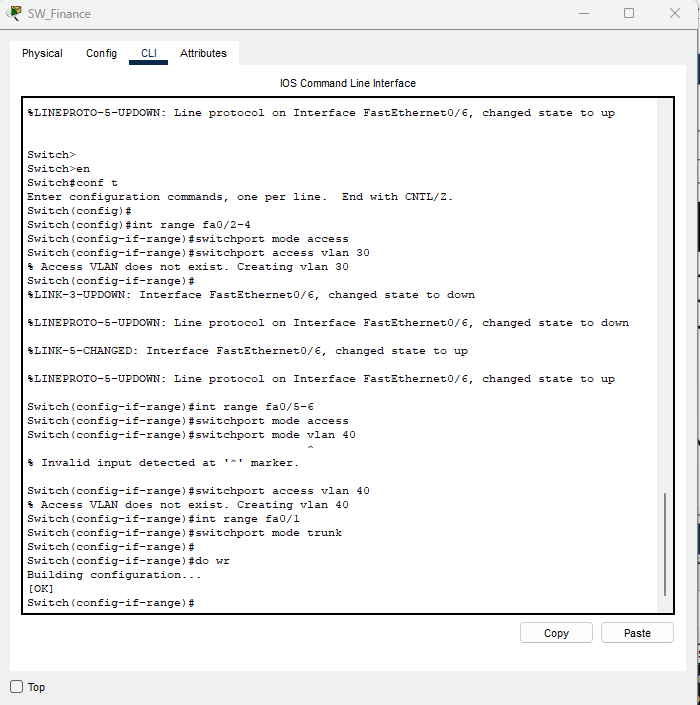 SW_Finance
Physical Config CLI Attributes
IOS Command Line Interface
%LINEPROTO-5-UPDOWN: Line protocol on Interface FastEthernet0/6, changed state to up
Switch>
Switch>en
Switch#conf t
Enter configuration commands, one per line.  End with CNTL/Z.
Switch(config)#
Switch(config)#int range fa0/2-4
Switch(config-if-range)#switchport mode access
Switch(config-if-range)#switchport access vlan 30
% Access VLAN does not exist. Creating vlan 30
Switch(config-if-range)#
%LINK-3-UPDOWN: Interface FastEthernet0/6, changed state to down
%LINEPROTO-5-UPDOWN: Line protocol on Interface FastEthernet0/6, changed state to down
%LINK-5-CHANGED: Interface FastEthernet0/6, changed state to up
%LINEPROTO-5-UPDOWN: Line protocol on Interface FastEthernet0/6, changed state to up
Switch(config-if-range)#int range fa0/5-6
Switch(config-if-range)#switchport mode access
Switch(config-if-range)#switchport mode vlan 40
^
% Invalid input detected at '^' marker.
Switch(config-if-range)#switchport access vlan 40
% Access VLAN does not exist. Creating vlan 40
Switch(config-if-range)#int range fa0/1
Switch(config-if-range)#switchport mode trunk
Switch(config-if-range)#
Switch(config-if-range)#do wr
Building configuration...
[OK]
Switch(config-if-range)#
Copy Paste
Top